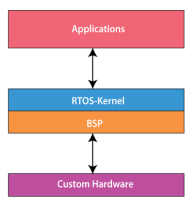 Applications
RTOS-Kernel
BSP
Custom Hardware